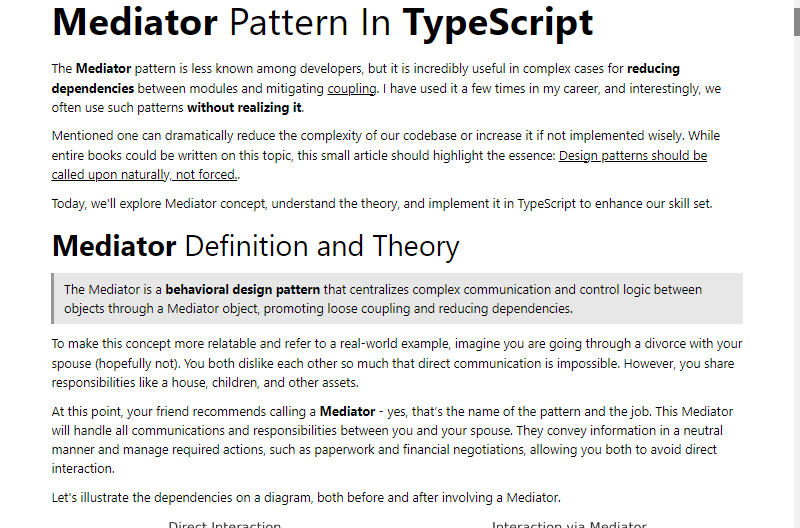 Mediator Pattern In TypeScript
The Mediator pattern is less known among developers, but it is incredibly useful in complex cases for reducing
dependencies between modules and mitigating coupling. I have used it a few times in my career, and interestingly, we
often use such patterns without realizing it.
Mentioned one can dramatically reduce the complexity of our codebase or increase it if not implemented wisely. While
entire books could be written on this topic, this small article should highlight the essence: Design patterns should be
called upon naturally, not forced..
Today, we'll explore Mediator concept, understand the theory, and implement it in TypeScript to enhance our skill set.
Mediator Definition and Theory
The Mediator is a behavioral design pattern that centralizes complex communication and control logic between
objects through a Mediator object, promoting loose coupling and reducing dependencies.
To make this concept more relatable and refer to a real-world example, imagine you are going through a divorce with your
spouse (hopefully not). You both dislike each other so much that direct communication is impossible. However, you share
responsibilities like a house, children, and other assets.
At this point, your friend recommends calling a Mediator - yes, that's the name of the pattern and the job. This Mediator
will handle all communications and responsibilities between you and your spouse. They convey information in a neutral
manner and manage required actions, such as paperwork and financial negotiations, allowing you both to avoid direct
interaction.
Let's illustrate the dependencies on a diagram, both before and after involving a Mediator.
Direct Interaction Interaction via Mediator